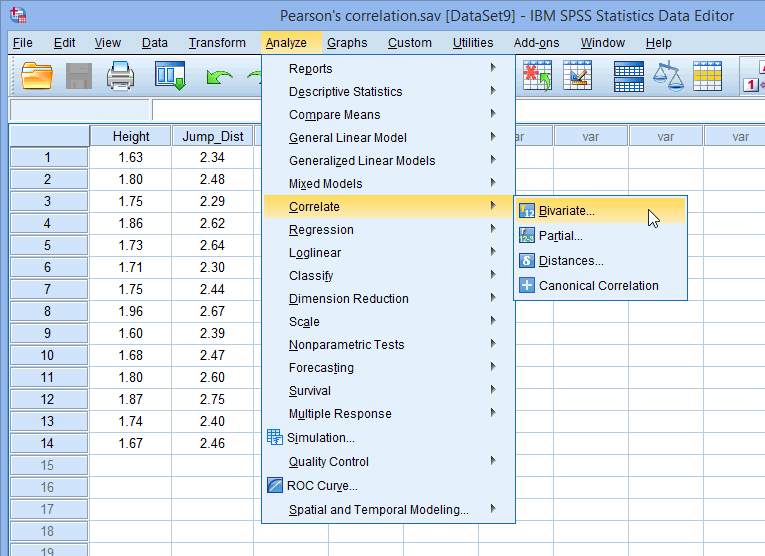 Pearson's correlation.sav [DataSet9] - IBM SPSS Statistics Data Editor
File Edit View Data Transform Analyze Graphs Custom Utilities Add-ons Window Help
Height Jump_Dist var var var var
1 1.63 2.34
2 1.80 2.48
3 1.75 2.29
4 1.86 2.62
5 1.73 2.64
6 1.71 2.30
7 1.75 2.44
8 1.96 2.67
9 1.60 2.39
10 1.68 2.47
11 1.80 2.60
12 1.87 2.75
13 1.74 2.40
14 1.67 2.46
15
16
17
18
19
Reports
Descriptive Statistics
Compare Means
General Linear Model
Generalized Linear Models
Mixed Models
Correlate
Regression
Loglinear
Classify
Dimension Reduction
Scale
Nonparametric Tests
Forecasting
Survival
Multiple Response
Simulation...
Quality Control
ROC Curve...
Spatial and Temporal Modeling...
Bivariate...
Partial...
Distances...
Canonical Correlation